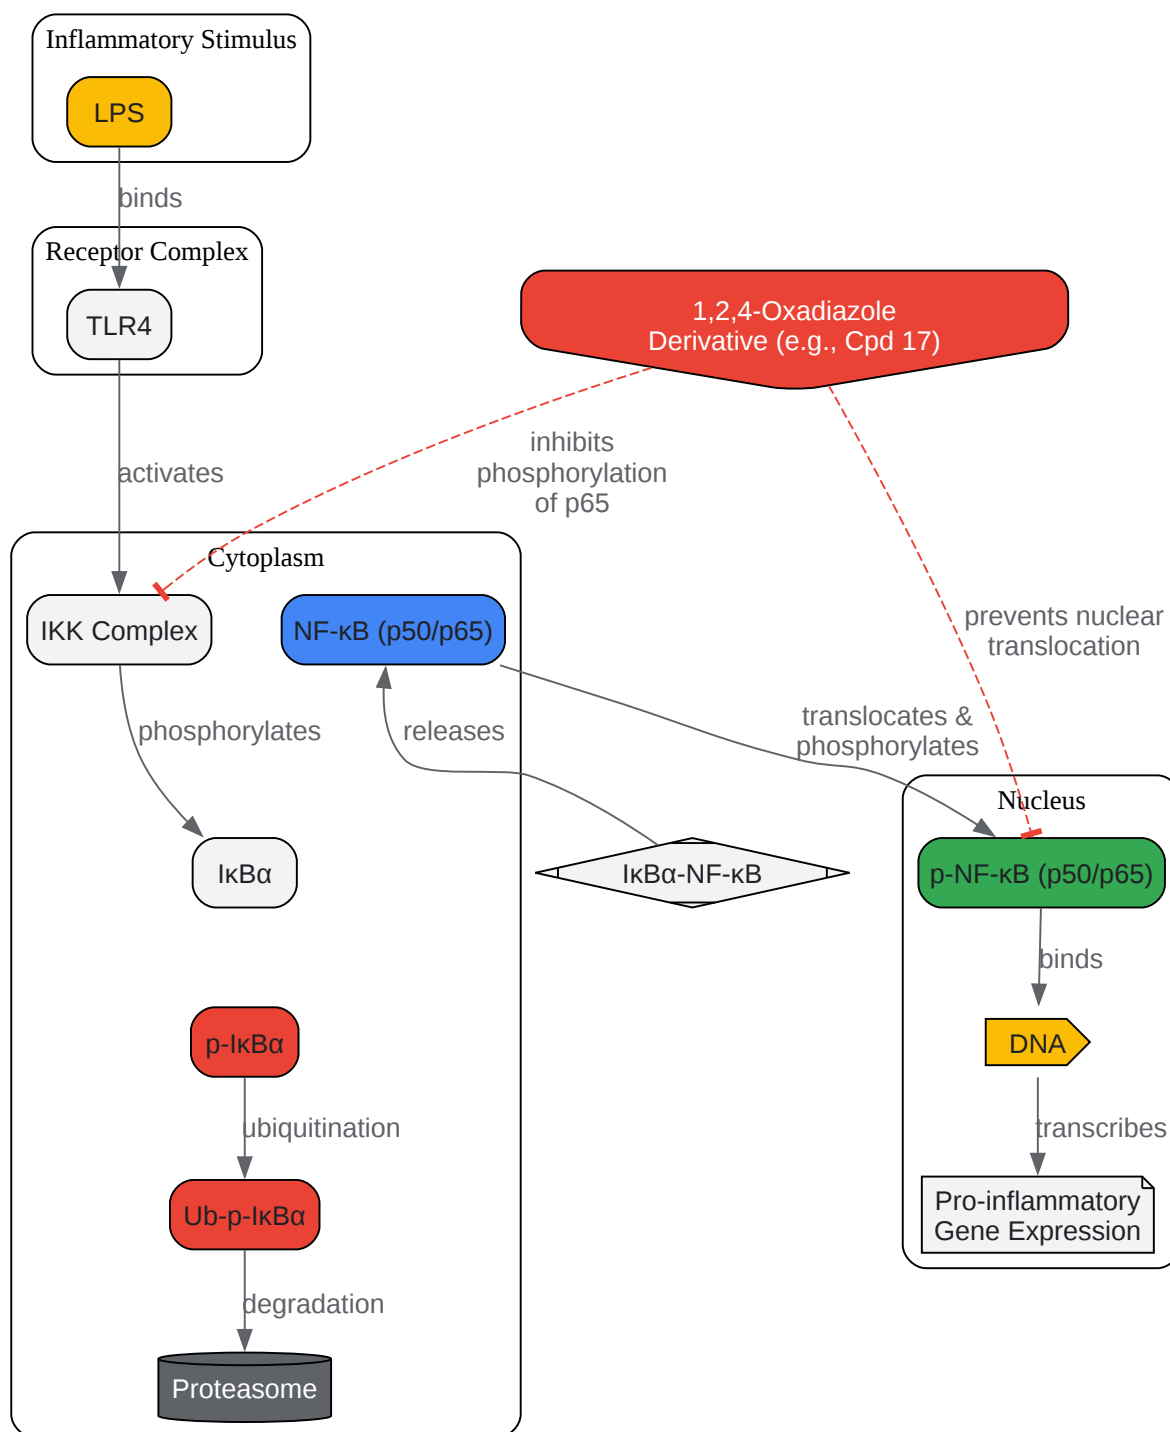 Inflammatory Stimulus
LPS
binds
Receptor Complex
TLR4
1,2,4-Oxadiazole
Derivative (e.g., Cpd 17)
activates
inhibits
phosphorylation
of p65
Cytoplasm
IKK Complex
NF-κB (p50/p65)
prevents nuclear
translocation
phosphorylates
releases
translocates &
phosphorylates
Nucleus
IκBα
IκBα-NF-κB
p-NF-κB (p50/p65)
binds
p-IκBα
DNA
ubiquitination
transcribes
Ub-p-IκBα
Pro-inflammatory
Gene Expression
degradation
Proteasome